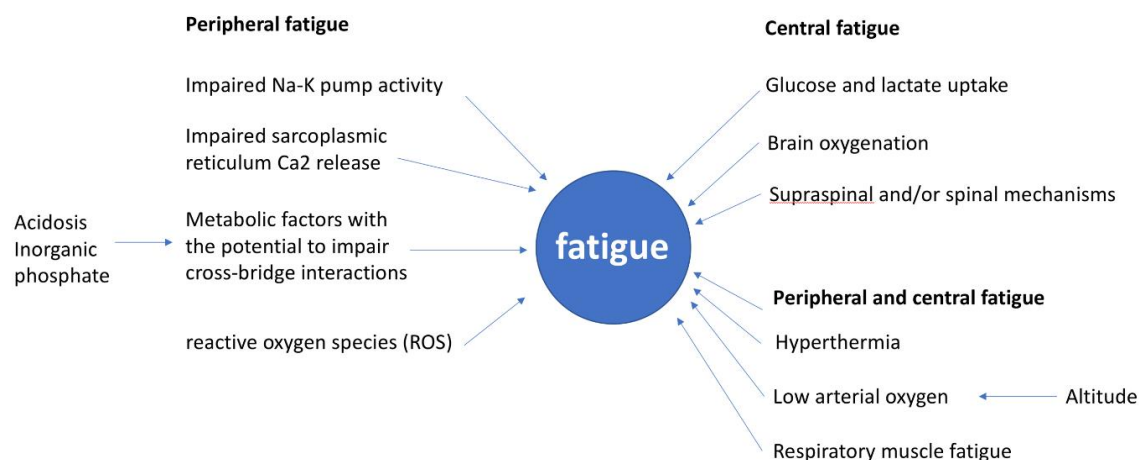 Peripheral fatigue
Impaired Na-K pump activity
Impaired sarcoplasmic
reticulum Ca2 release
Acidosis
Inorganic
phosphate
Metabolic factors with
the potential to impair
cross-bridge interactions
reactive oxygen species (ROS)
fatigue
Central fatigue
Glucose and lactate uptake
Brain oxygenation
Supraspinal and/or spinal mechanisms
Peripheral and central fatigue
Hyperthermia
Low arterial oxygen
Altitude
Respiratory muscle fatigue